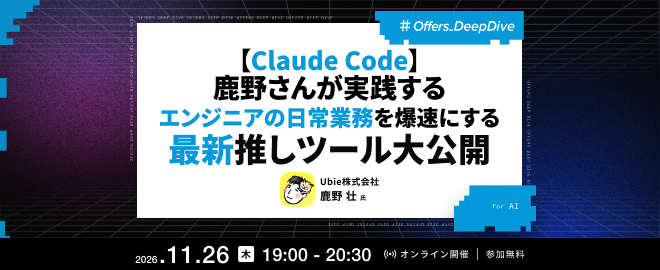 #Offers_DeepDive
【Claude Code】
鹿野さんが実践する
エンジニアの日常業務を爆速にする
最新推しツール大公開
Ubie株式会社
鹿野 壮 氏
for AI
2026.11.26 木 19:00 - 20:30 オンライン開催 | 参加無料